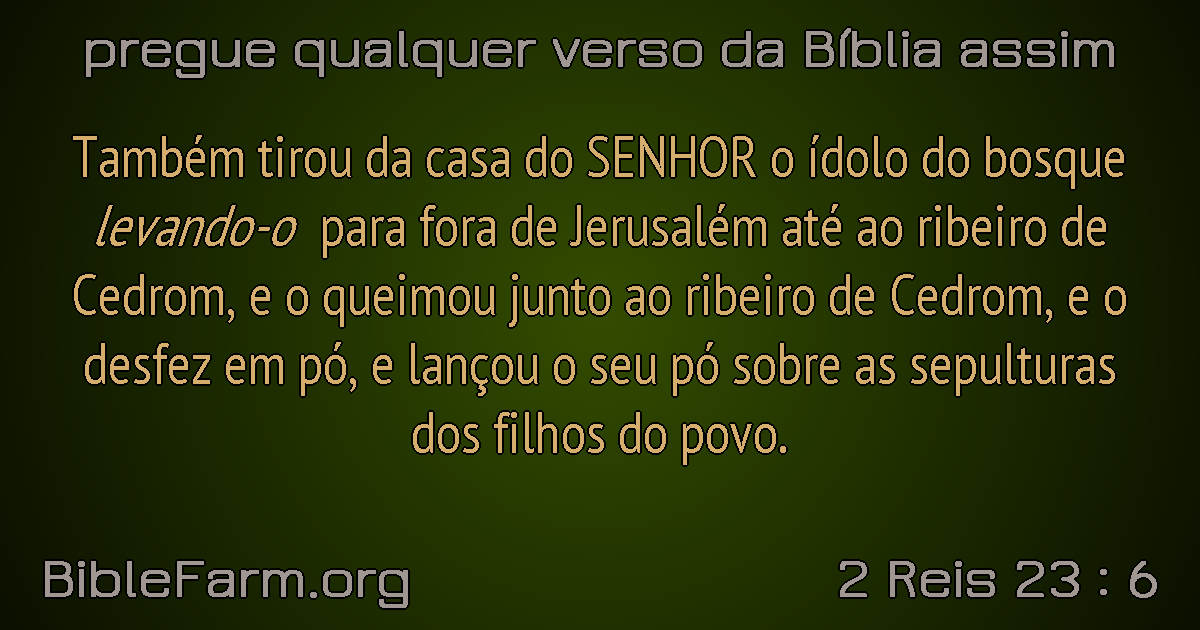 pregue qualquer verso da Bíblia assim
Também tirou da casa do SENHOR o ídolo do bosque
levando-o para fora de Jerusalém até ao ribeiro de
Cedrom, e o queimou junto ao ribeiro de Cedrom, e o
desfez em pó, e lançou o seu pó sobre as sepulturas
dos filhos do povo.
BibleFarm.org 2 Reis 23 : 6